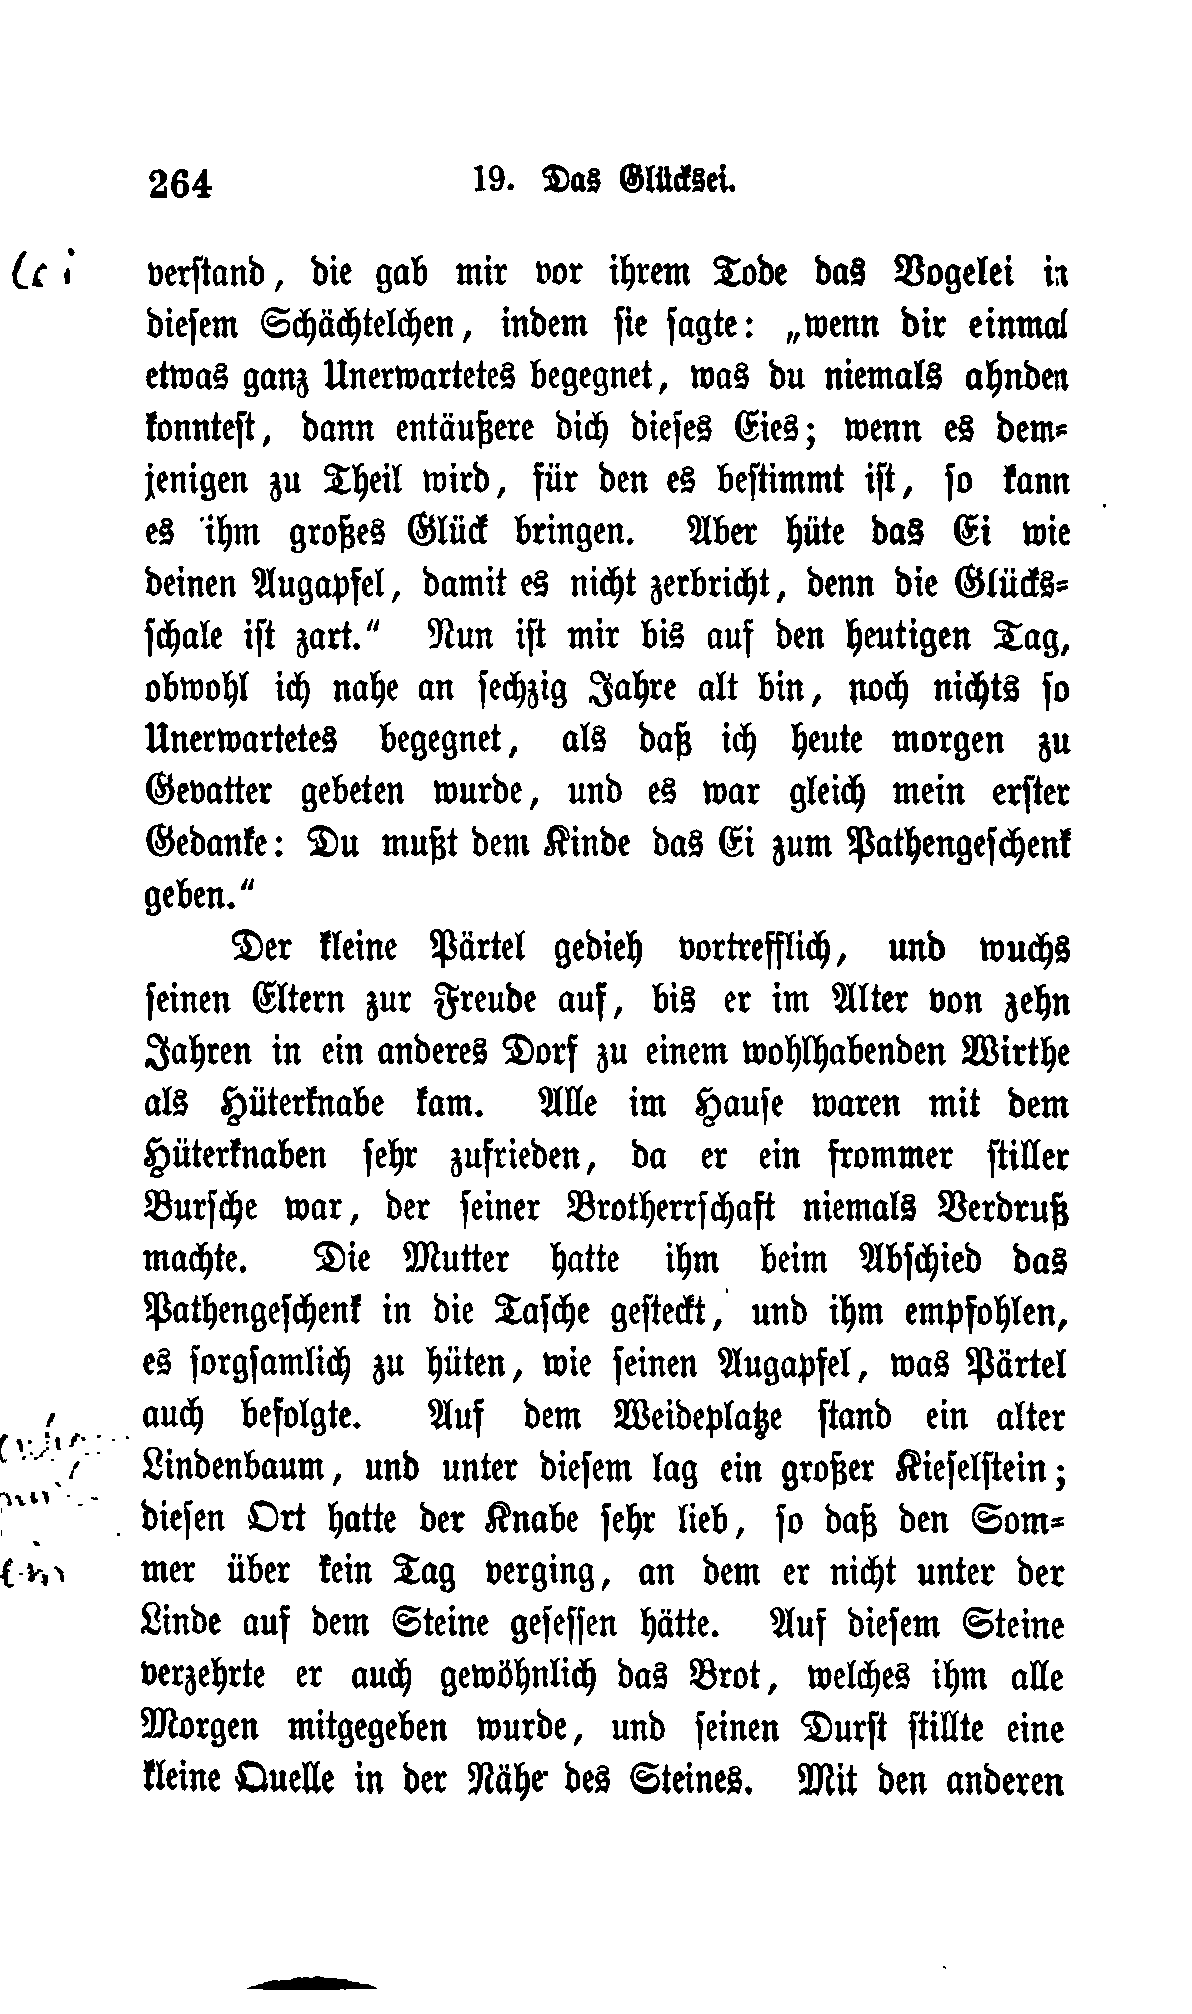 264 19. Das Glücksei.
verstand, die gab mir vor ihrem Tode das Vogelei in
diesem Schächtelchen, indem sie sagte: „wenn dir einmal
etwas ganz Unerwartetes begegnet, was du niemals ahnden
konntest, dann entäußere dich dieses Eies; wenn es dem-
jenigen zu Theil wird, für den es bestimmt ist, so kann
es ihm großes Glück bringen. Aber hüte das Ei wie
deinen Augapfel, damit es nicht zerbricht, denn die Glücks-
schale ist zart.“ Nun ist mir bis auf den heutigen Tag,
obwohl ich nahe an sechzig Jahre alt bin, noch nichts so
Unerwartetes begegnet, als daß ich heute morgen zu
Gevatter gebeten wurde, und es war gleich mein erster
Gedanke: Du mußt dem Kinde das Ei zum Pathengeschenk
geben.“
Der kleine Pärtel gedieh vortrefflich, und wuchs
seinen Eltern zur Freude auf, bis er im Alter von zehn
Jahren in ein anderes Dorf zu einem wohlhabenden Wirthe
als Hüterknabe kam. Alle im Hause waren mit dem
Hüterknaben sehr zufrieden, da er ein frommer stiller
Bursche war, der seiner Brotherrschaft niemals Verdruß
machte. Die Mutter hatte ihm beim Abschied das
Pathengeschenk in die Tasche gesteckt, und ihm empfohlen,
es sorgsamlich zu hüten, wie seinen Augapfel, was Pärtel
auch befolgte. Auf dem Weideplatze stand ein alter
Lindenbaum, und unter diesem lag ein großer Kieselstein;
diesen Ort hatte der Knabe sehr lieb, so daß den Som-
mer über kein Tag verging, an dem er nicht unter der
Linde auf dem Steine gesessen hätte. Auf diesem Steine
verzehrte er auch gewöhnlich das Brot, welches ihm alle
Morgen mitgegeben wurde, und seinen Durst stillte eine
kleine Quelle in der Nähe des Steines. Mit den anderen